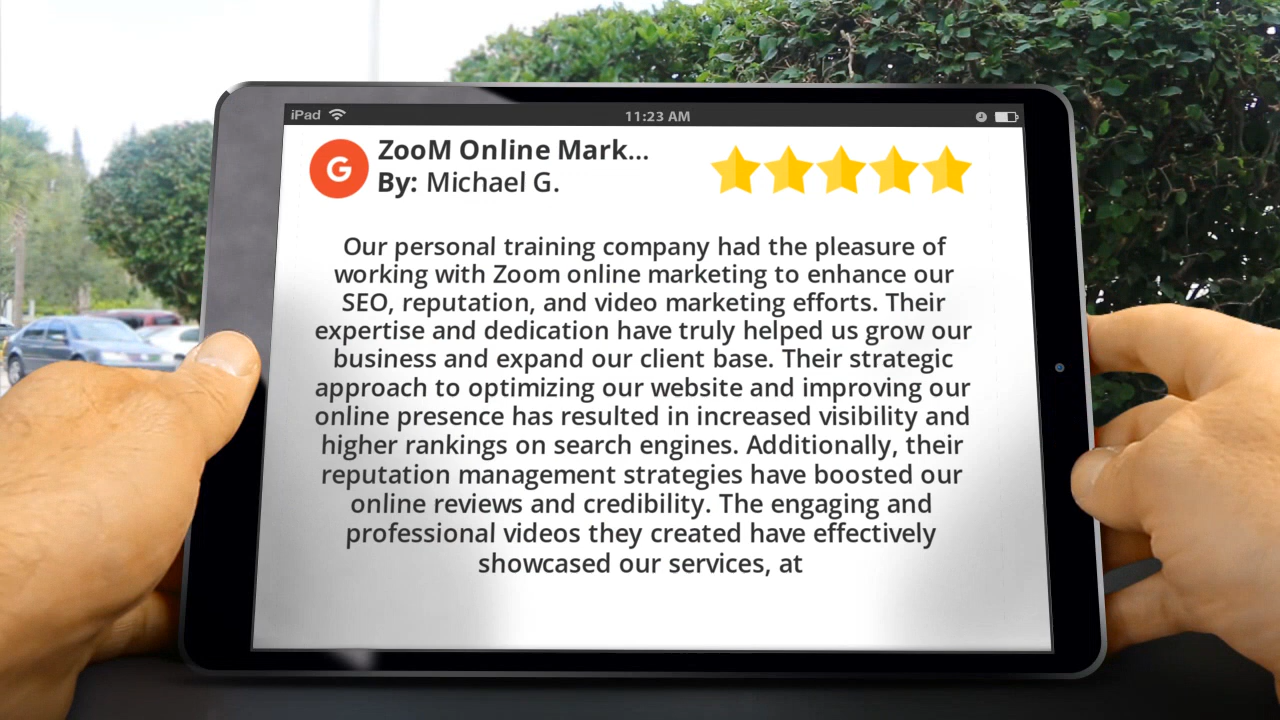 iPad
11:23 AM
G
ZooM Online Mark...
By: Michael G.
Our personal training company had the pleasure of
working with Zoom online marketing to enhance our
SEO, reputation, and video marketing efforts. Their
expertise and dedication have truly helped us grow our
business and expand our client base. Their strategic
approach to optimizing our website and improving our
online presence has resulted in increased visibility and
higher rankings on search engines. Additionally, their
reputation management strategies have boosted our
online reviews and credibility. The engaging and
professional videos they created have effectively
showcased our services, at